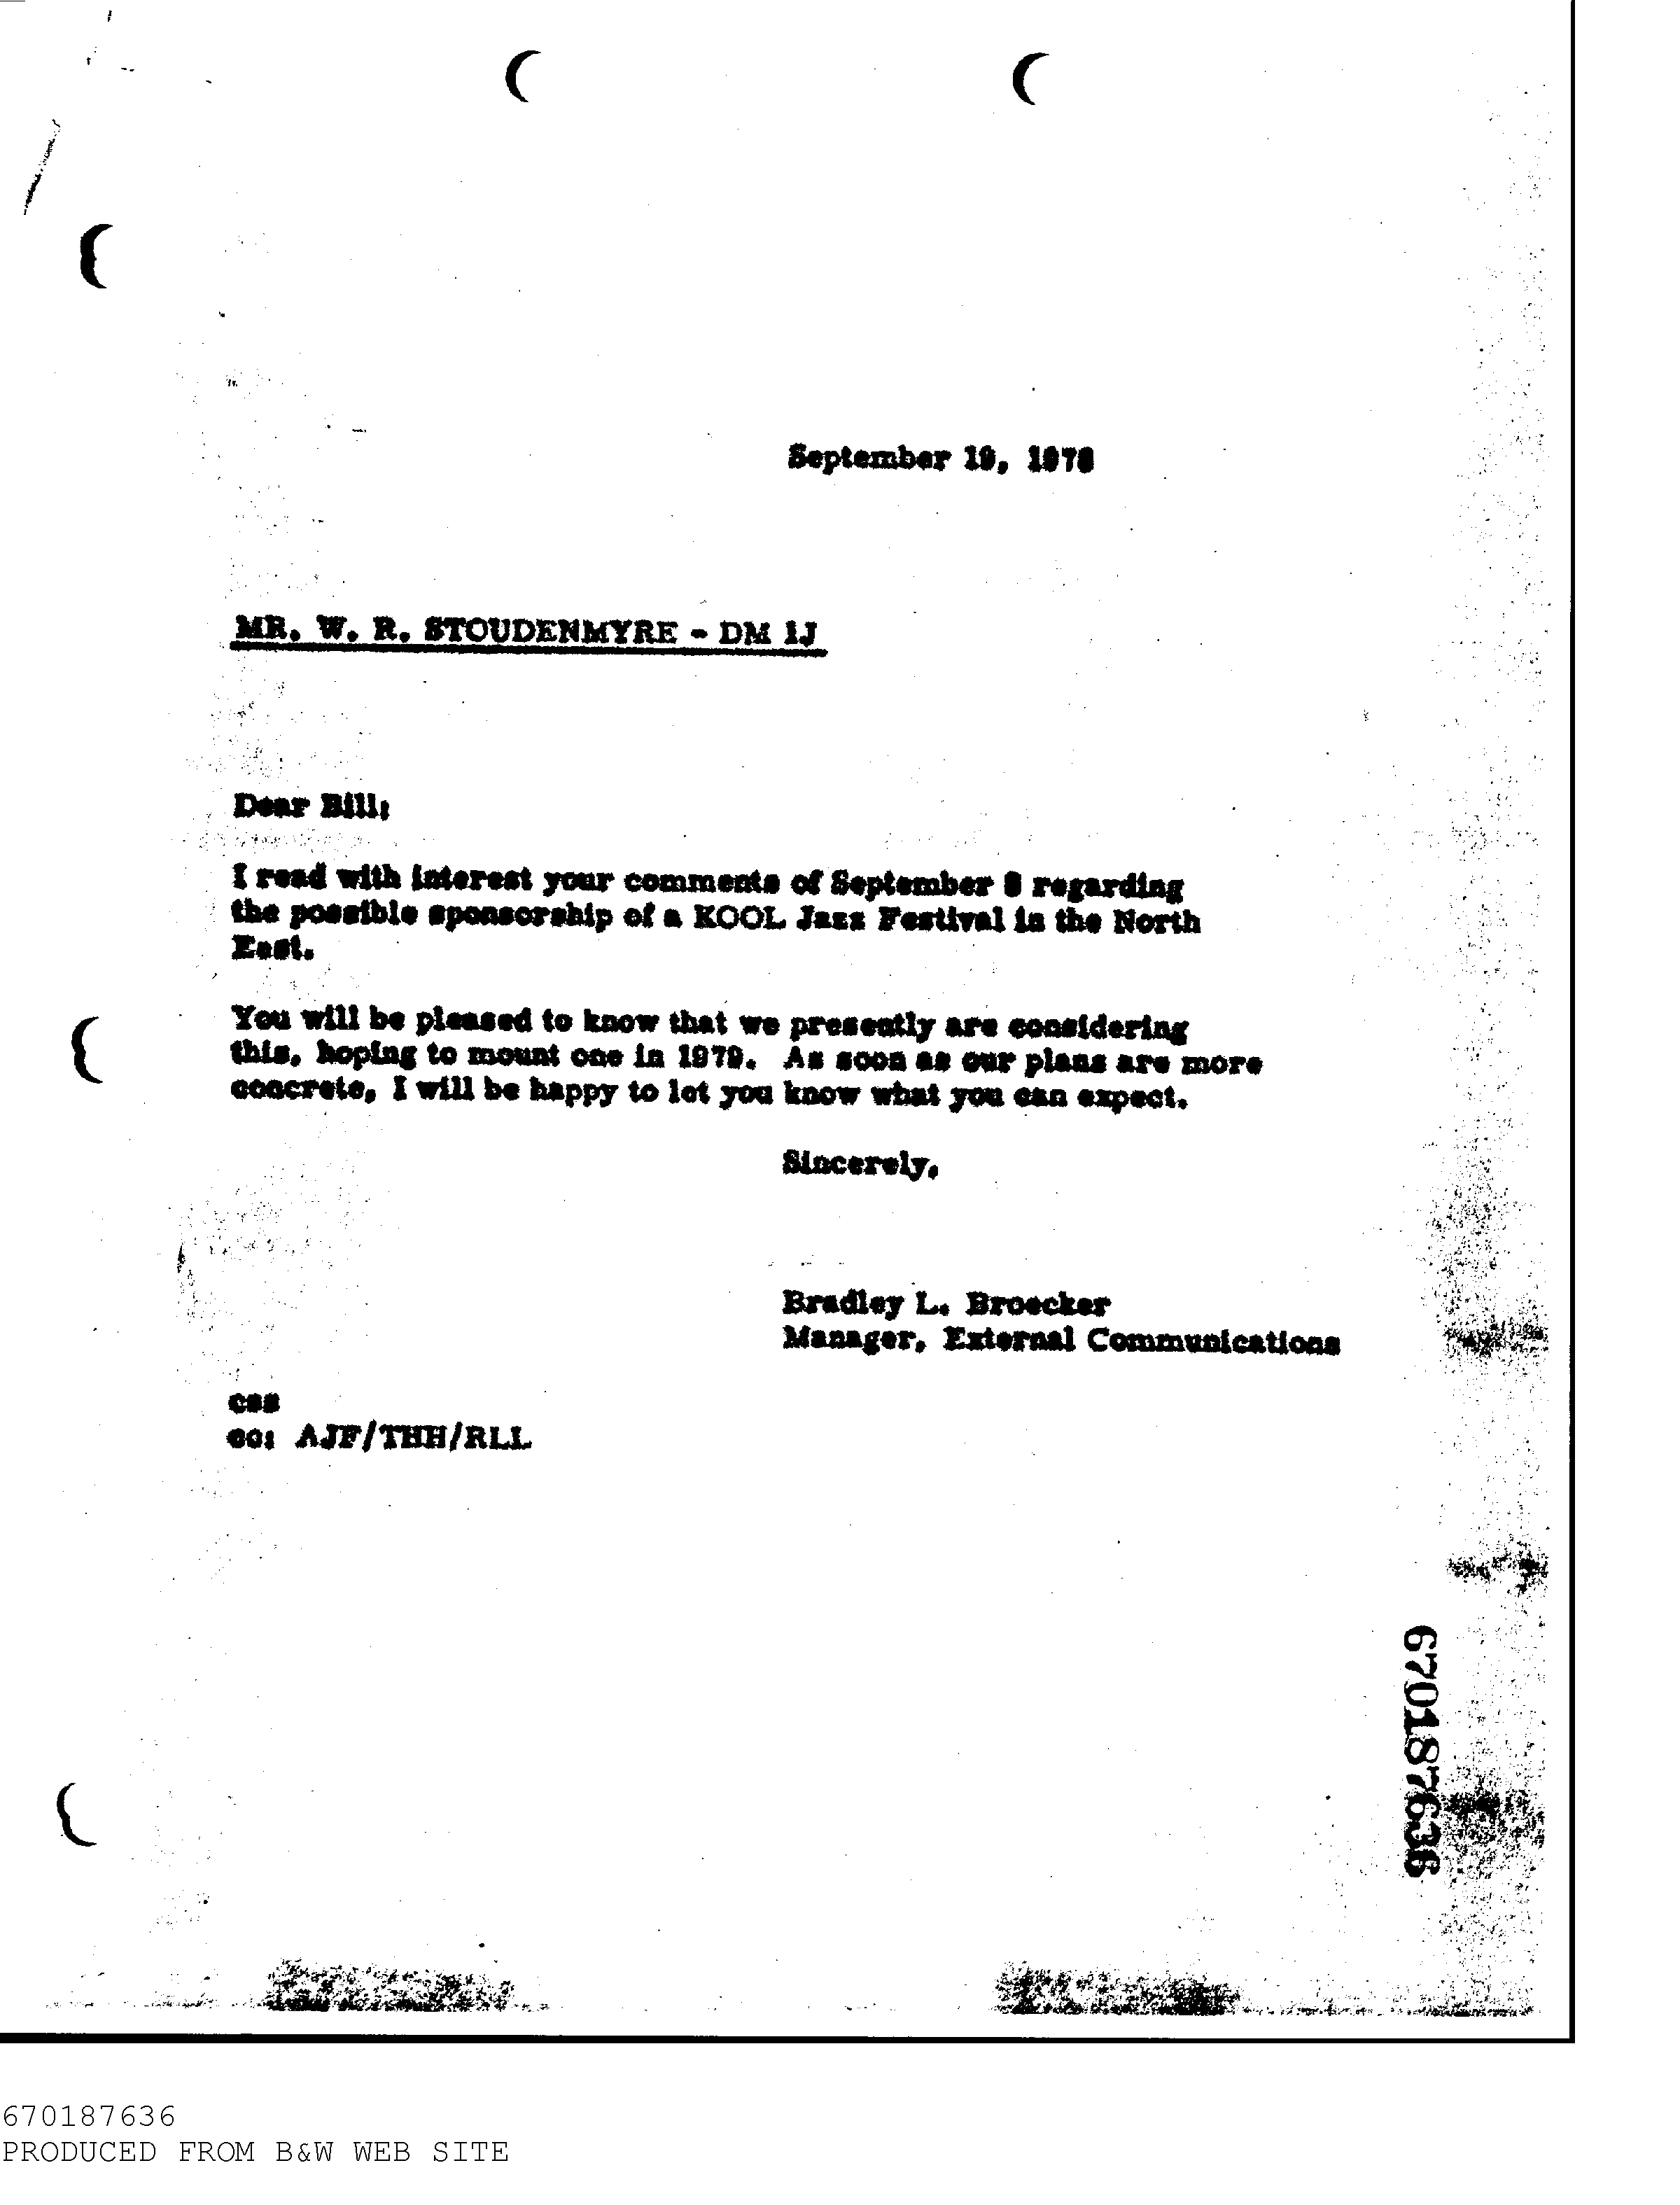 September 19, 1978
MR. W. R. STOUDENMYRE - DM 1J
Dear Bill:
I read with interest your comments of September 8 regarding
the possible sponsorship of a KOOL Jazz Festival in the North
East.
You will be pleased to know that we presently are considering
this, hoping to mount one in 1979. As soon as our plans are more
concrete, I will be happy to let you know what you can expect.
Sincerely,
Bradley L. Broecker
Manager, External Communications
css
cc: AJF/THH/RLL
670187636
670187636
PRODUCED FROM B&W WEB SITE